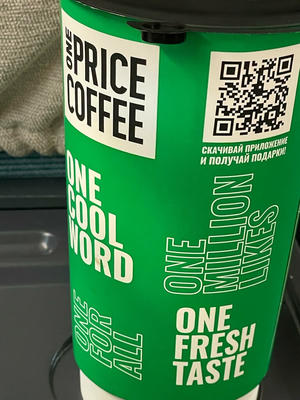 ONE
PRICE
COFFEE
СКАЧИВАЙ ПРИЛОЖЕНИЕ
И ПОЛУЧАЙ ПОДАРКИ!
ONE
COOL
WORD
ONE
MILLION
LIKES
ONE
FOR
ALL
ONE
FRESH
TASTE